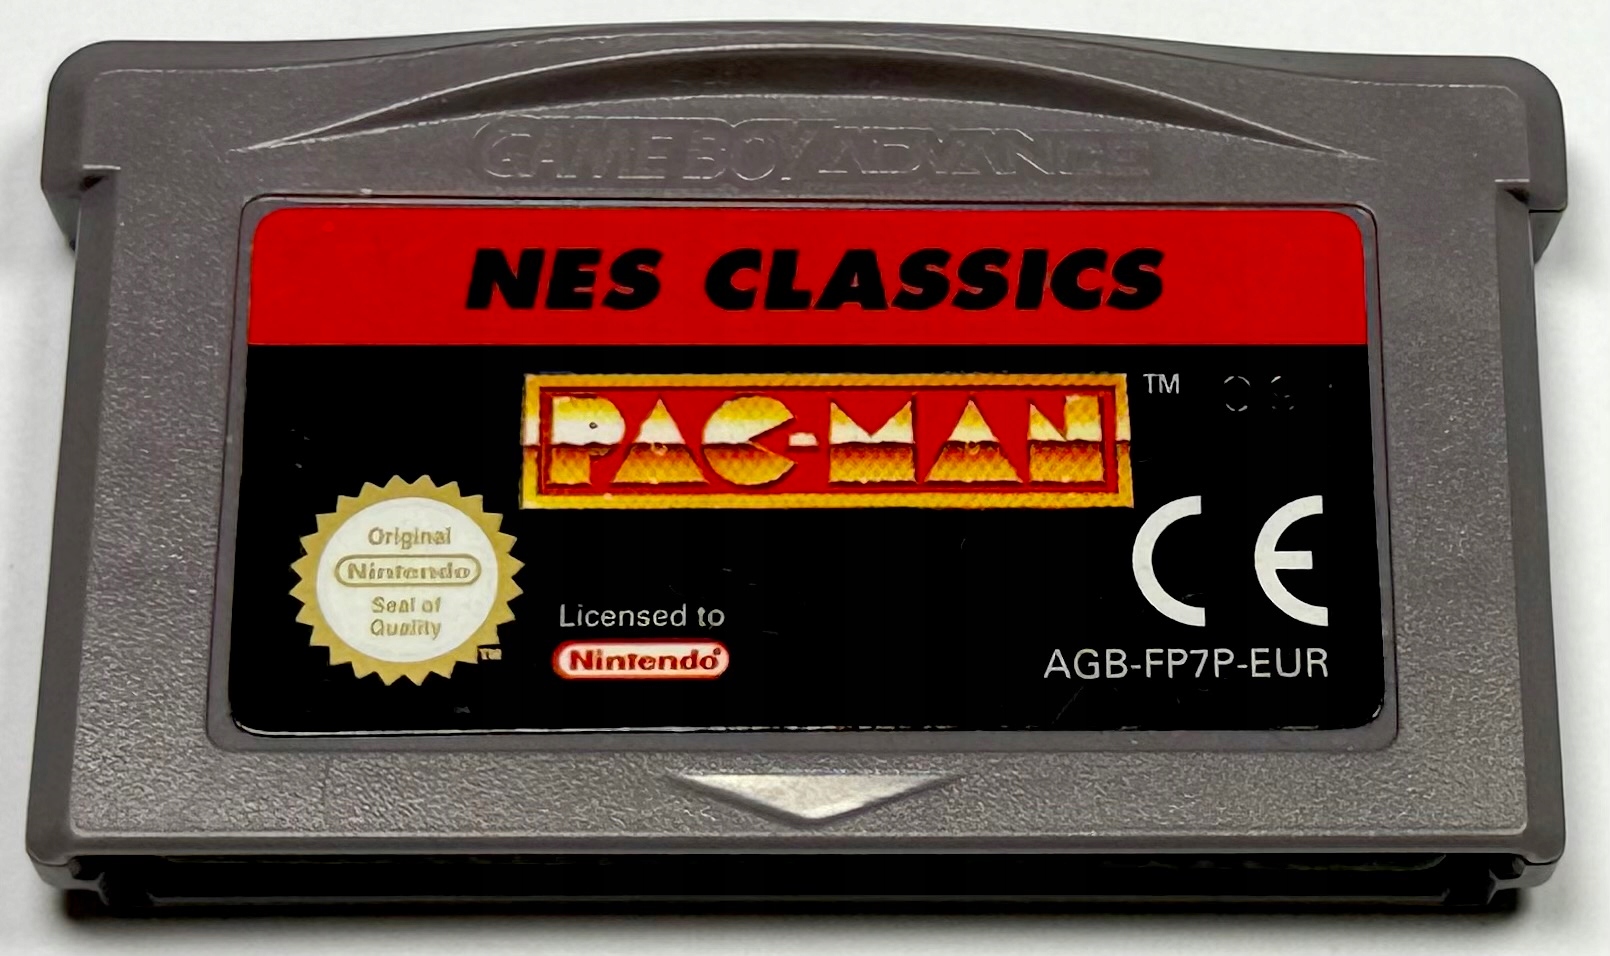 GAME BOY ADVANCE
NES CLASSICS
PAC-MAN ™
Original
Nintendo
Seal of
Quality
™
Licensed to
Nintendo®
CE
AGB-FP7P-EUR